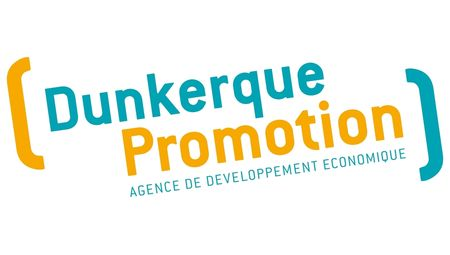 Dunkerque
Promotion
AGENCE DE DEVELOPPEMENT ECONOMIQUE